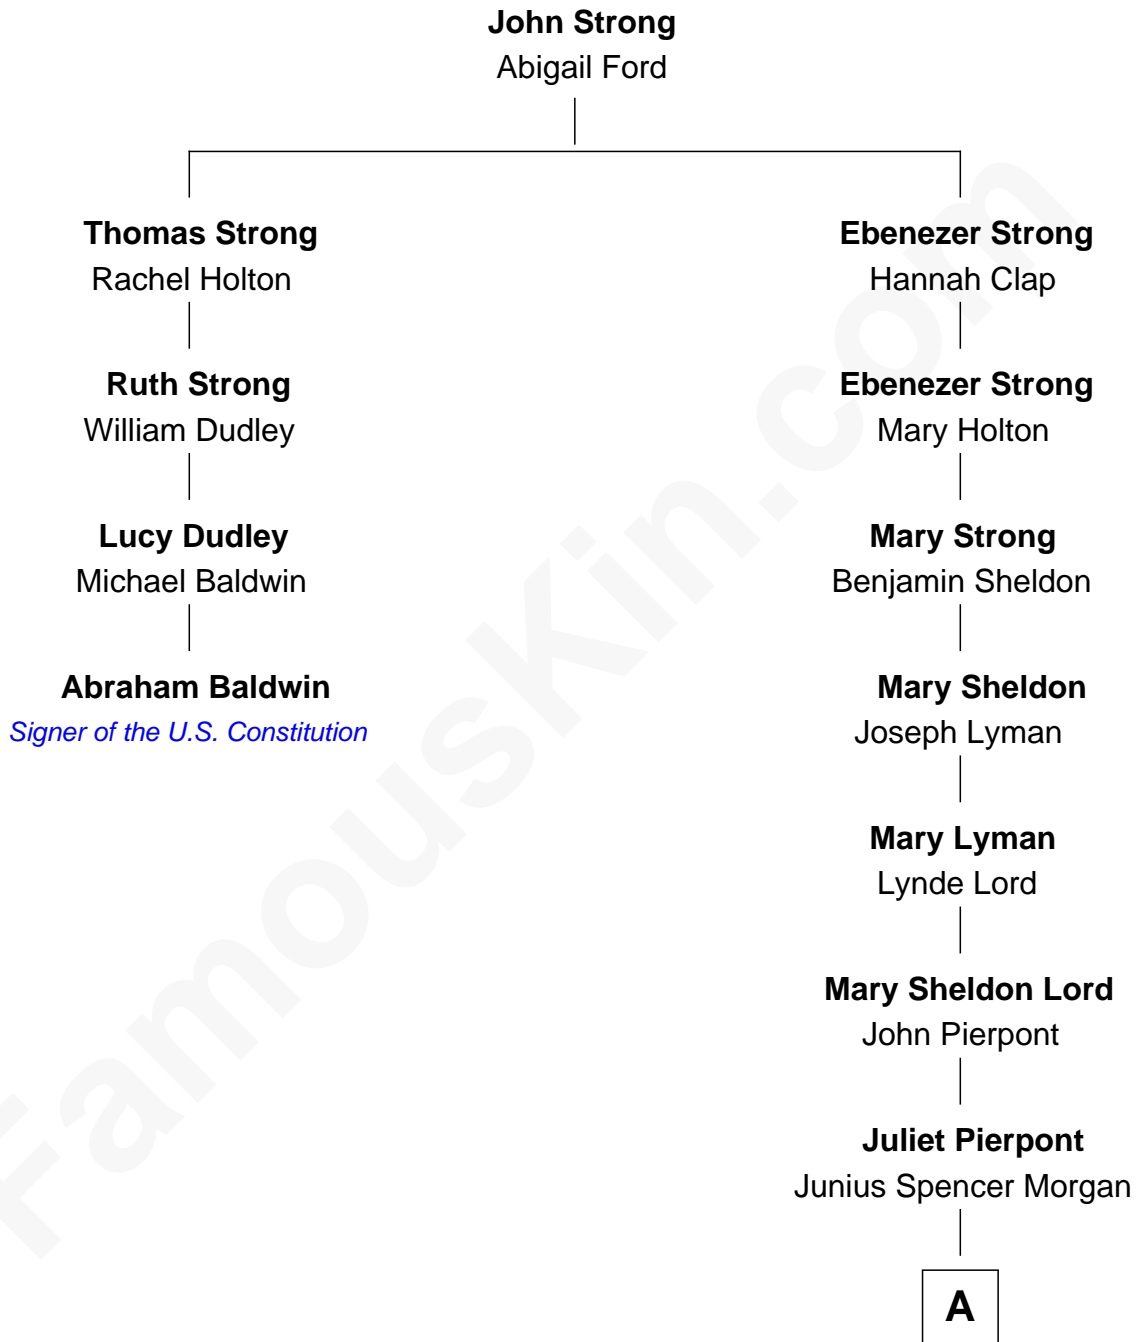 John Strong
Abigail Ford
Thomas Strong
Rachel Holton
Ruth Strong
William Dudley
Lucy Dudley
Michael Baldwin
Abraham Baldwin
Signer of the U.S. Constitution
Ebenezer Strong
Hannah Clap
Ebenezer Strong
Mary Holton
Mary Strong
Benjamin Sheldon
Mary Sheldon
Joseph Lyman
Mary Lyman
Lynde Lord
Mary Sheldon Lord
John Pierpont
Juliet Pierpont
Junius Spencer Morgan
A
FamousKin.com